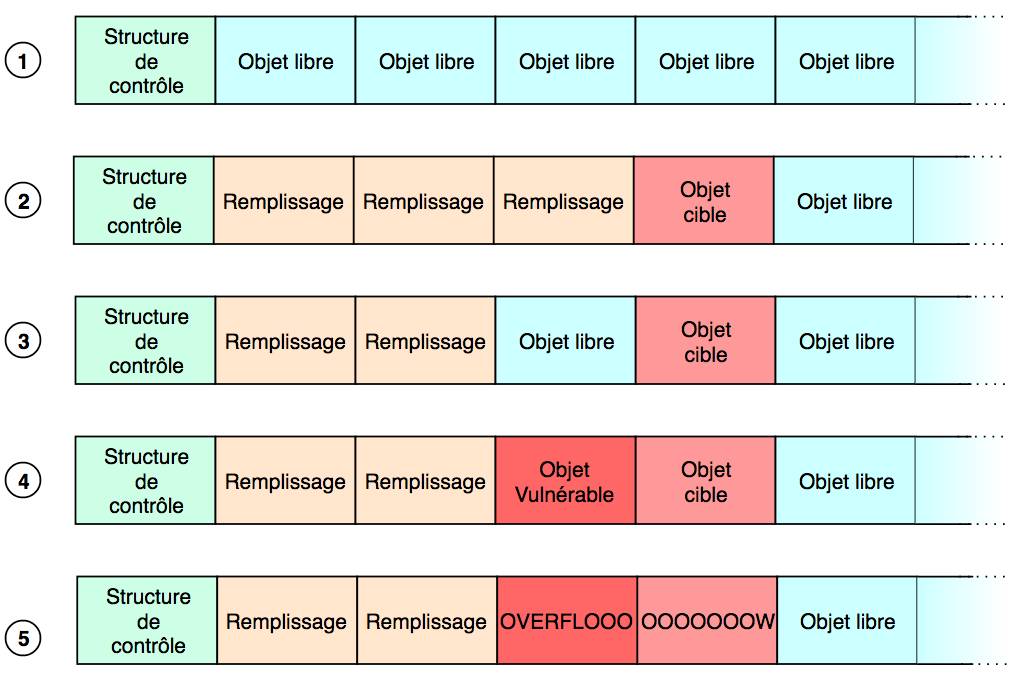 1
Structure
de
contrôle
Objet libre
Objet libre
Objet libre
Objet libre
Objet libre
2
Structure
de
contrôle
Remplissage
Remplissage
Remplissage
Objet
cible
Objet libre
3
Structure
de
contrôle
Remplissage
Remplissage
Objet libre
Objet
cible
Objet libre
4
Structure
de
contrôle
Remplissage
Remplissage
Objet
Vulnérable
Objet
cible
Objet libre
5
Structure
de
contrôle
Remplissage
Remplissage
OVERFLOOO
OOOOOOOW
Objet libre